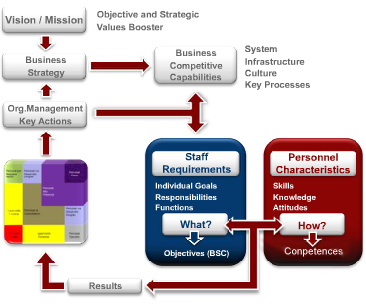 Vision / Mission
Objective and Strategic
Values Booster
Business
Strategy
Business
Competitive
Capabilities
System
Infrastructure
Culture
Key Processes
Org.Management
Key Actions
Staff
Requirements
Individual Goals
Responsibilities
Functions
What?
Objectives (BSC)
Personnel
Characteristics
Skills
Knowledge
Attitudes
How?
Competences
Results